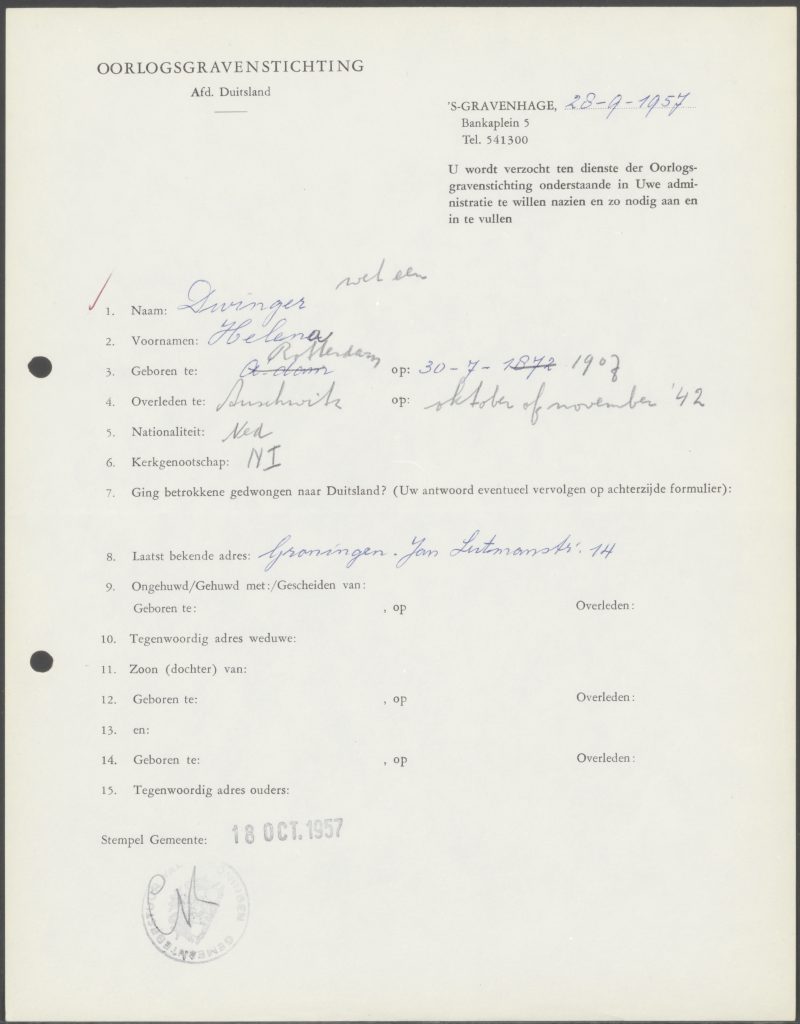 OORLOGSGRAVENSTICHTING
Afd. Duitsland
'S-GRAVENHAGE, 28-9-1957
Bankaplein 5
Tel. 541300
U wordt verzocht ten dienste der Oorlogs-
gravenstichting onderstaande in Uwe admi-
nistratie te willen nazien en zo nodig aan en
in te vullen
wel een
1. Naam: Dwinger
2. Voornamen: Helena
Rotterdam
3. Geboren te: A'dam op: 30-7-1872 1907
4. Overleden te: Auschwitz op: oktober of november '42
5. Nationaliteit: Ned
6. Kerkgenootschap: NI
7. Ging betrokkene gedwongen naar Duitsland? (Uw antwoord eventueel vervolgen op achterzijde formulier):
8. Laatst bekende adres: Groningen. Jan Lutmanstr. 14
9. Ongehuwd/Gehuwd met:/Gescheiden van:
Geboren te: , op Overleden:
10. Tegenwoordig adres weduwe:
11. Zoon (dochter) van:
12. Geboren te: , op Overleden:
13. en:
14. Geboren te: , op Overleden:
15. Tegenwoordig adres ouders:
Stempel Gemeente: 18 OCT. 1957